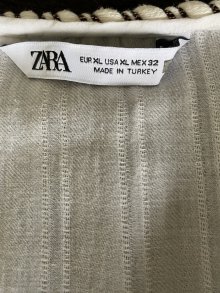 ZARA
EUR XL USA XL MEX 32
MADE IN TURKEY